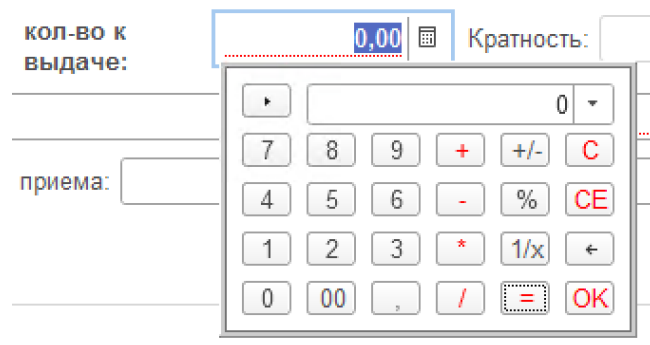 кол-во к выдаче:
0,00
Кратность:
0
7 8 9 + +/- C
приема:
4 5 6 - % CE
1 2 3 * 1/x ←
0 00 , / = OK